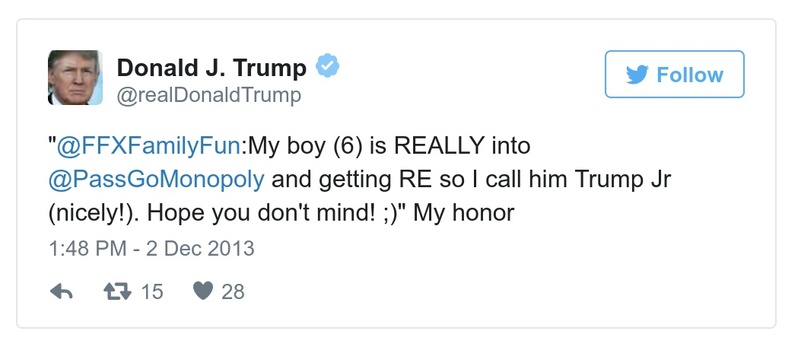 Donald J. Trump
@realDonaldTrump
Follow
"@FFXFamilyFun:My boy (6) is REALLY into
@PassGoMonopoly and getting RE so I call him Trump Jr
(nicely!). Hope you don't mind! ;)" My honor
1:48 PM - 2 Dec 2013
15 28